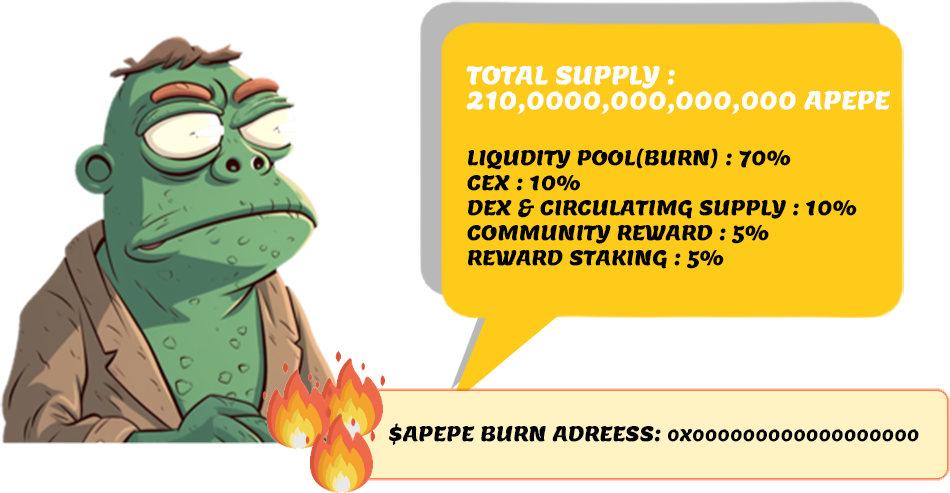 TOTAL SUPPLY :
210,0000,000,000,000 APEPE
LIQUDITY POOL(BURN) : 70%
CEX : 10%
DEX & CIRCULATIMG SUPPLY : 10%
COMMUNITY REWARD : 5%
REWARD STAKING : 5%
$APEPE BURN ADREESS: 0X000000000000000000